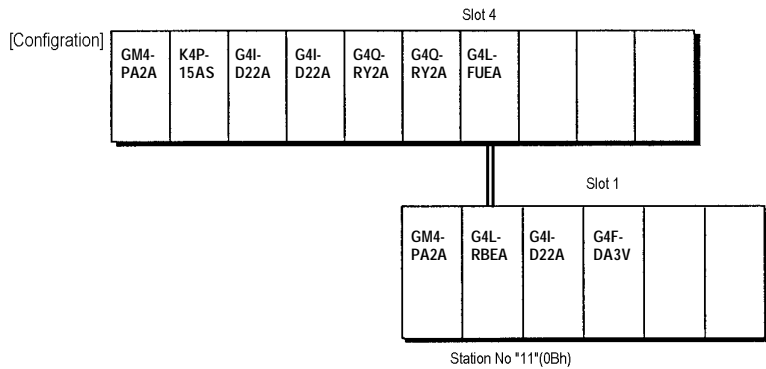 Slot 4
[Configration]
GM4-
PA2A
K4P-
15AS
G4I-
D22A
G4I-
D22A
G4Q-
RY2A
G4Q-
RY2A
G4L-
FUEA
Slot 1
GM4-
PA2A
G4L-
RBEA
G4I-
D22A
G4F-
DA3V
Station No "11"(0Bh)